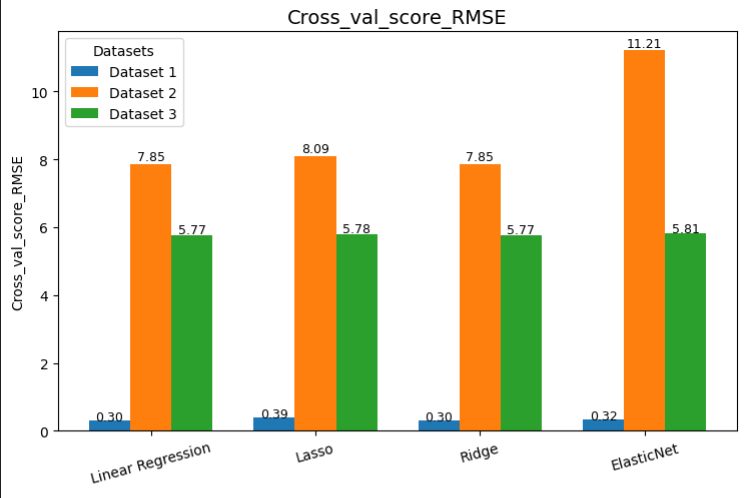 Cross_val_score_RMSE
Datasets
Dataset 1
Dataset 2
Dataset 3
Cross_val_score_RMSE
10
8
6
4
2
0
0.30
7.85
5.77
0.39
8.09
5.78
0.30
7.85
5.77
0.32
11.21
5.81
Linear Regression
Lasso
Ridge
ElasticNet